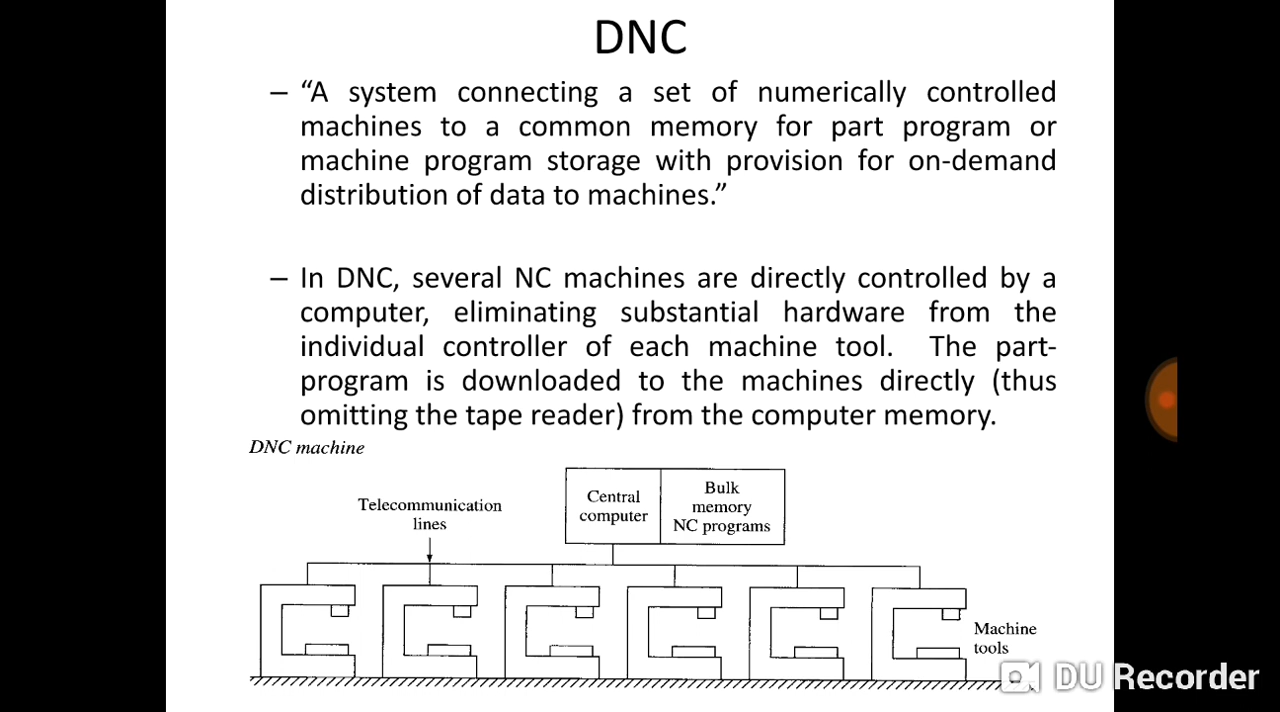 DNC
– “A system connecting a set of numerically controlled
machines to a common memory for part program or
machine program storage with provision for on-demand
distribution of data to machines.”
– In DNC, several NC machines are directly controlled by a
computer, eliminating substantial hardware from the
individual controller of each machine tool. The part-
program is downloaded to the machines directly (thus
omitting the tape reader) from the computer memory.
DNC machine
Telecommunication
lines
Central
computer
Bulk
memory
NC programs
Machine
tools
DU Recorder